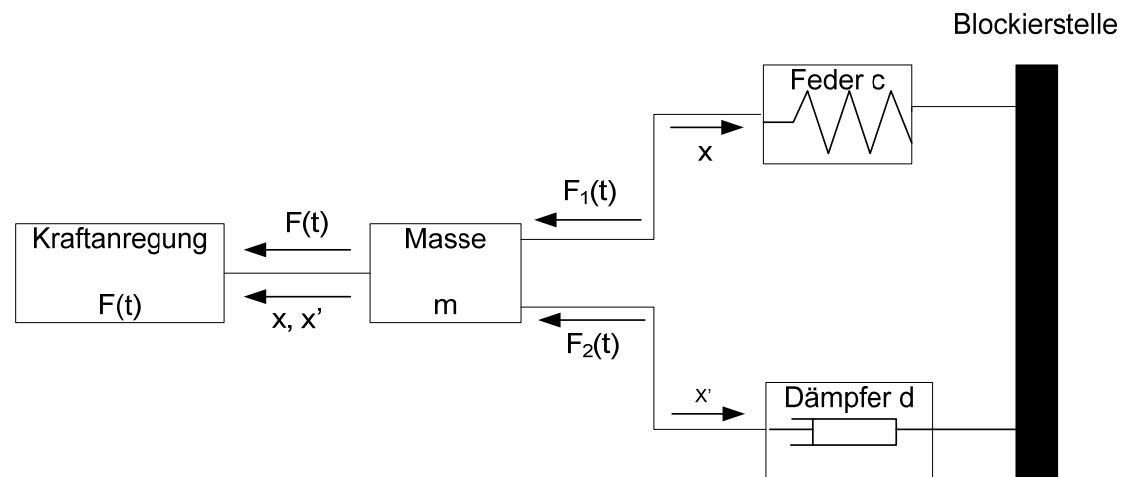 Blockierstelle
Feder c
x
F₁(t)
F(t)
Kraftanregung
F(t)
Masse
m
x, x'
F₂(t)
x'
Dämpfer d